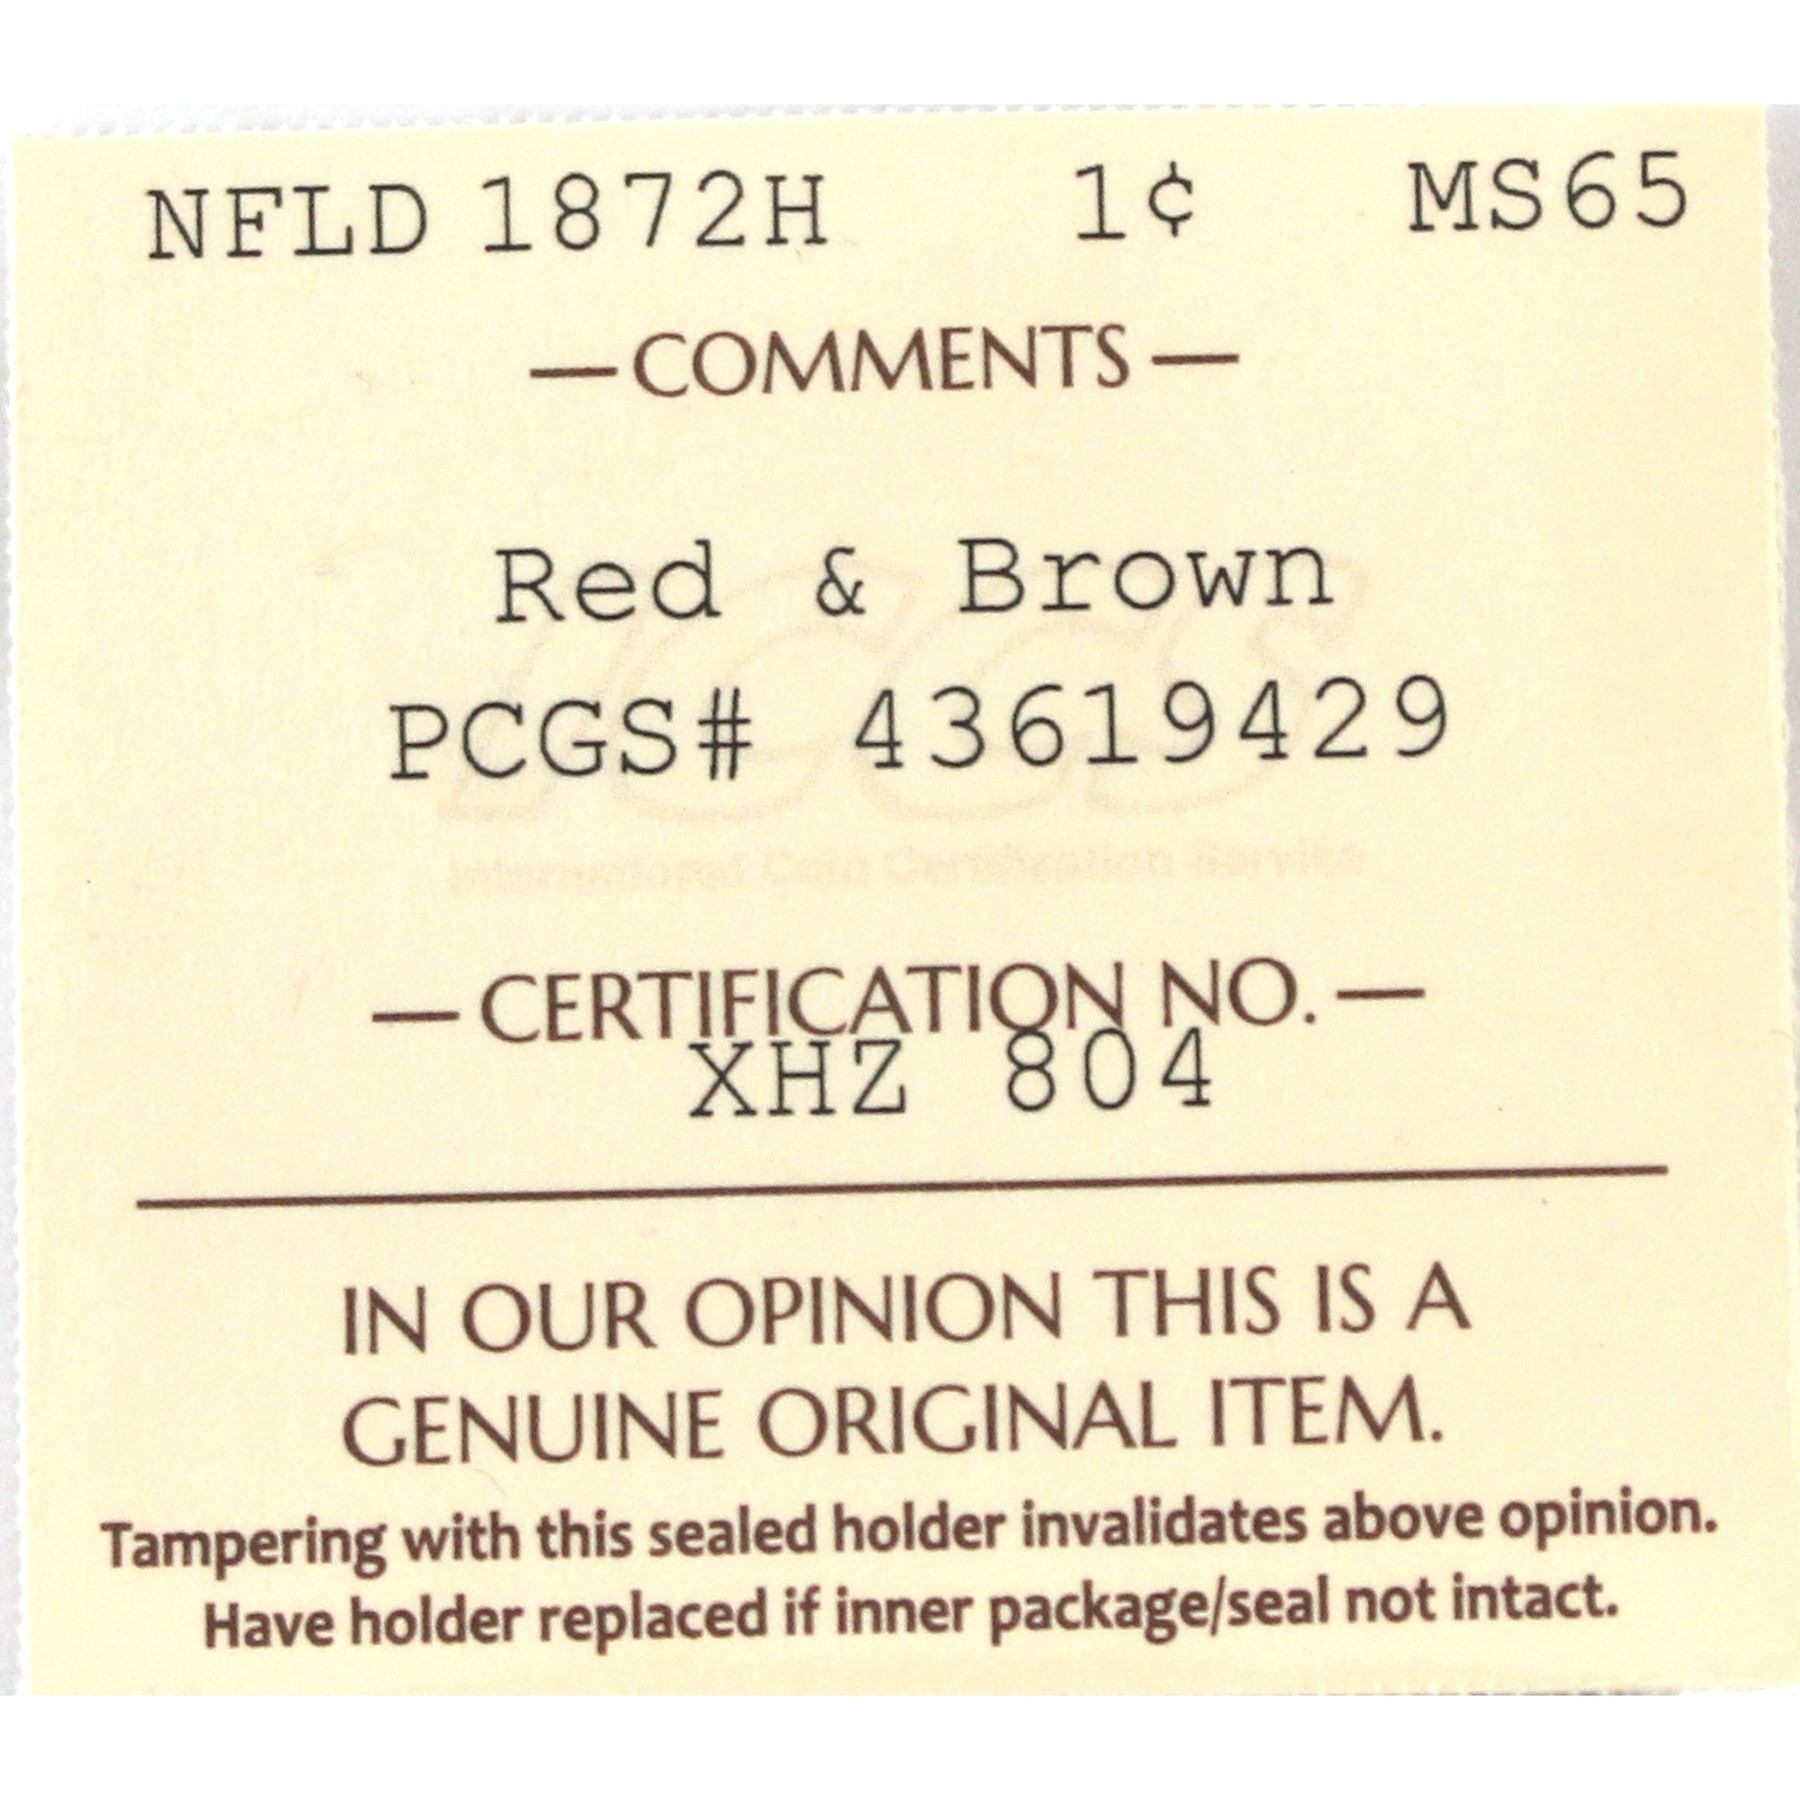 NFLD 1872H 1¢ MS65
—COMMENTS—
Red & Brown
PCGS# 43619429
ICCS
International Coin Certification Service
—CERTIFICATION NO.—
XHZ 804
IN OUR OPINION THIS IS A
GENUINE ORIGINAL ITEM.
Tampering with this sealed holder invalidates above opinion.
Have holder replaced if inner package/seal not intact.